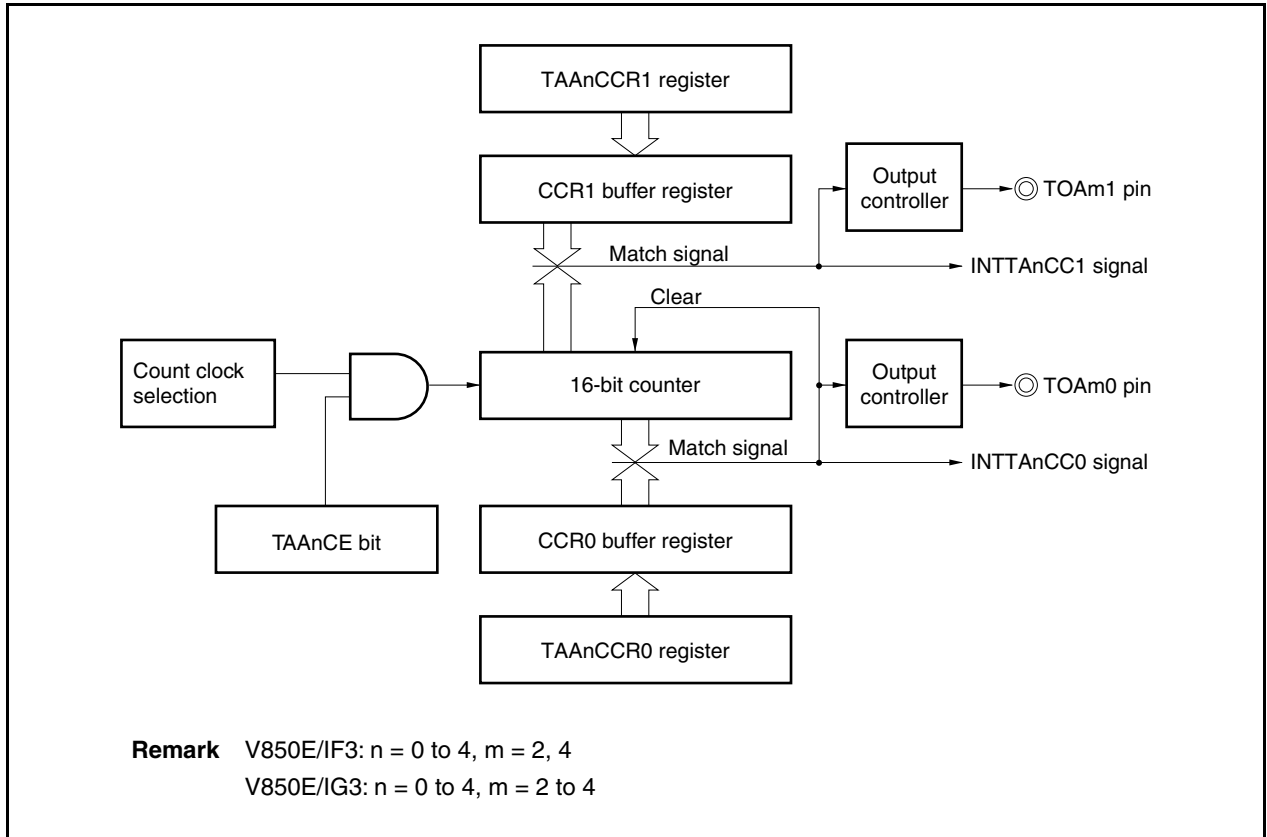 TAAnCCR1 register
CCR1 buffer register
Output
controller
TOAm1 pin
Match signal
INTTAnCC1 signal
Clear
Count clock
selection
16-bit counter
Output
controller
TOAm0 pin
Match signal
INTTAnCC0 signal
TAAnCE bit
CCR0 buffer register
TAAnCCR0 register
Remark V850E/IF3: n = 0 to 4, m = 2, 4
V850E/IG3: n = 0 to 4, m = 2 to 4